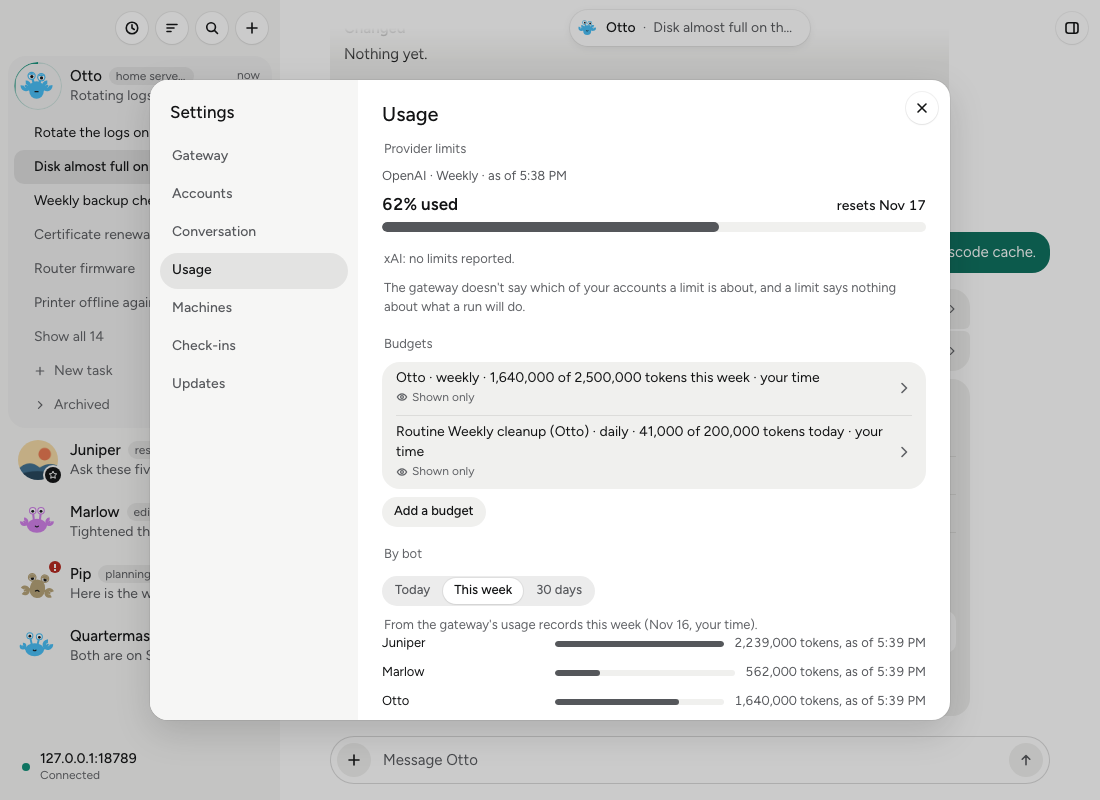 Otto · Disk almost full on th...
Nothing yet.
Otto home serve... now
Rotating logs
Rotate the logs on
Disk almost full on
Weekly backup che
Certificate renewa
Router firmware
Printer offline again
Show all 14
New task
Archived
Juniper res
Ask these fiv
Marlow edi
Tightened th
Pip planning
Here is the w
Quartermas
Both are on S
127.0.0.1:18789
Connected
Settings
Gateway
Accounts
Conversation
Usage
Machines
Check-ins
Updates
Usage
Provider limits
OpenAI · Weekly · as of 5:38 PM
62% used resets Nov 17
xAI: no limits reported.
The gateway doesn't say which of your accounts a limit is about, and a limit says nothing
about what a run will do.
Budgets
Otto · weekly · 1,640,000 of 2,500,000 tokens this week · your time
Shown only
Routine Weekly cleanup (Otto) · daily · 41,000 of 200,000 tokens today · your
time
Shown only
Add a budget
By bot
Today This week 30 days
From the gateway's usage records this week (Nov 16, your time).
Juniper 2,239,000 tokens, as of 5:39 PM
Marlow 562,000 tokens, as of 5:39 PM
Otto 1,640,000 tokens, as of 5:39 PM
scode cache.
Message Otto